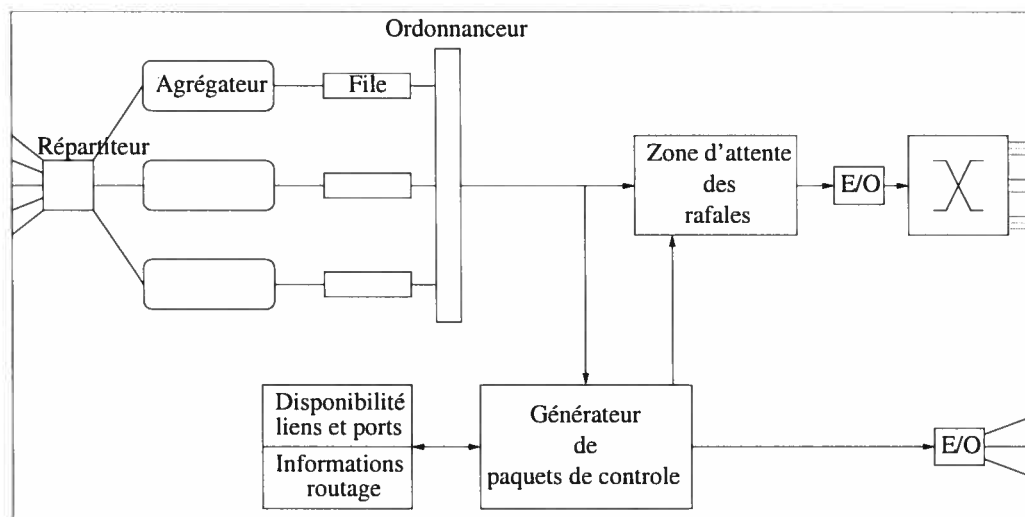 Ordonnanceur
Agrégateur
File
Répartiteur
Zone d'attente
des
rafales
E/O
Disponibilité
liens et ports
Informations
routage
Générateur
de
paquets de controle
E/O